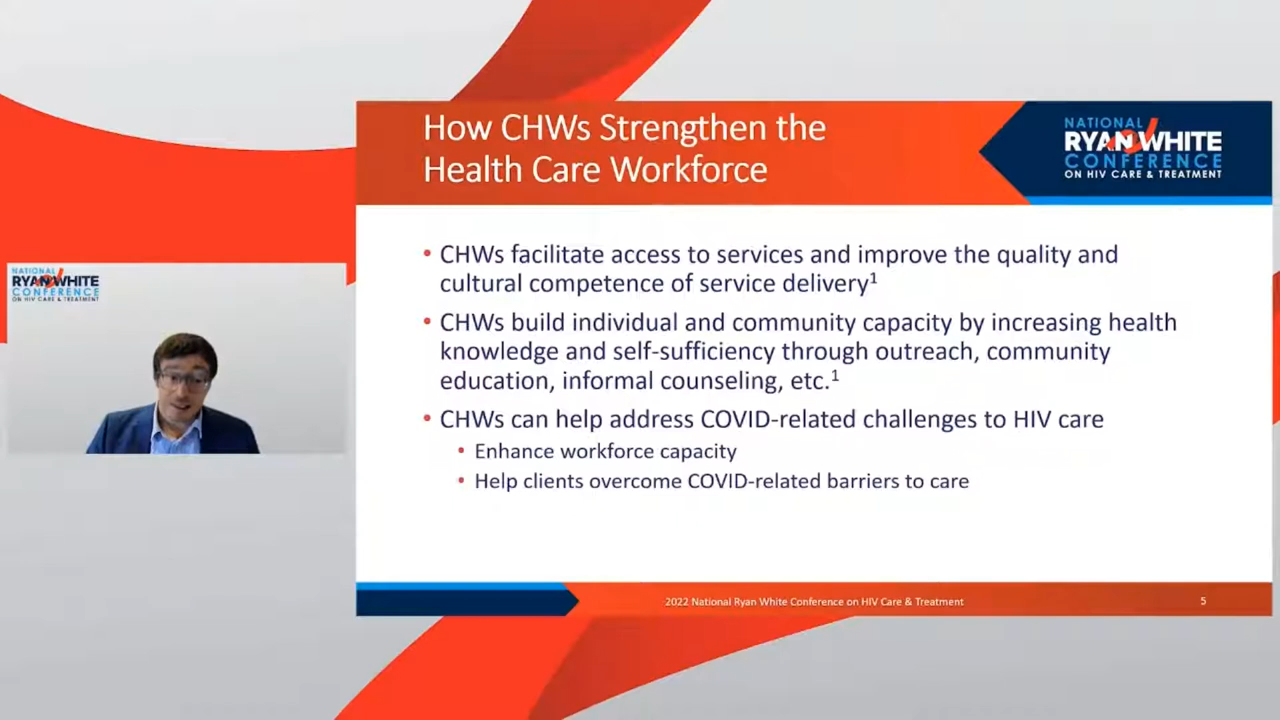 How CHWs Strengthen the
Health Care Workforce
NATIONAL
RYAN WHITE
CONFERENCE
ON HIV CARE & TREATMENT
• CHWs facilitate access to services and improve the quality and
cultural competence of service delivery¹
• CHWs build individual and community capacity by increasing health
knowledge and self-sufficiency through outreach, community
education, informal counseling, etc.¹
• CHWs can help address COVID-related challenges to HIV care
• Enhance workforce capacity
• Help clients overcome COVID-related barriers to care
2022 National Ryan White Conference on HIV Care & Treatment
5
NATIONAL
RYAN WHITE
CONFERENCE
ON HIV CARE & TREATMENT